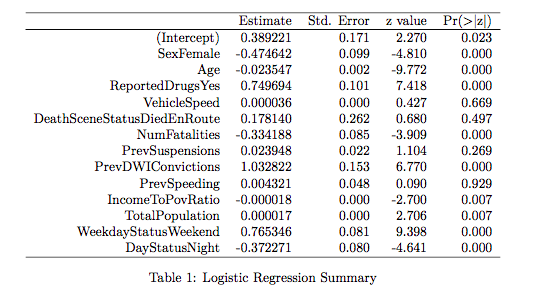 Estimate Std. Error z value Pr(>|z|)
(Intercept) 0.389221 0.171 2.270 0.023
SexFemale -0.474642 0.099 -4.810 0.000
Age -0.023547 0.002 -9.772 0.000
ReportedDrugsYes 0.749694 0.101 7.418 0.000
VehicleSpeed 0.000036 0.000 0.427 0.669
DeathSceneStatusDiedEnRoute 0.178140 0.262 0.680 0.497
NumFatalities -0.334188 0.085 -3.909 0.000
PrevSuspensions 0.023948 0.022 1.104 0.269
PrevDWIConvictions 1.032822 0.153 6.770 0.000
PrevSpeeding 0.004321 0.048 0.090 0.929
IncomeToPovRatio -0.000018 0.000 -2.700 0.007
TotalPopulation 0.000017 0.000 2.706 0.007
WeekdayStatusWeekend 0.765346 0.081 9.398 0.000
DayStatusNight -0.372271 0.080 -4.641 0.000
Table 1: Logistic Regression Summary